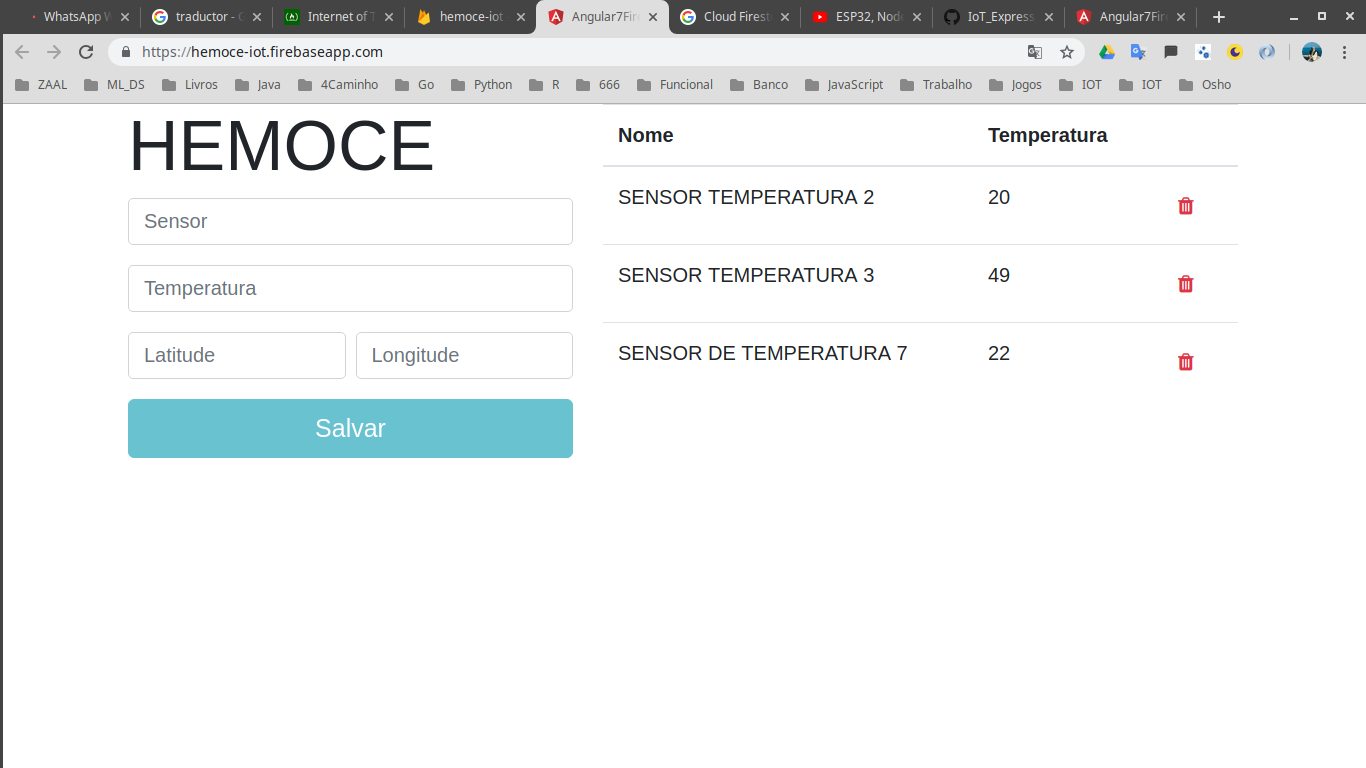 WhatsApp W
traductor - G
Internet of T
hemoce-iot
Angular7Fire
Cloud Firest
ESP32, Node
IoT_Express
Angular7Fire
https://hemoce-iot.firebaseapp.com
ZAAL ML_DS Livros Java 4Caminho Go Python R 666 Funcional Banco JavaScript Trabalho Jogos IOT IOT Osho
HEMOCE
Sensor
Temperatura
Latitude Longitude
Salvar
Nome Temperatura
SENSOR TEMPERATURA 2 20
SENSOR TEMPERATURA 3 49
SENSOR DE TEMPERATURA 7 22